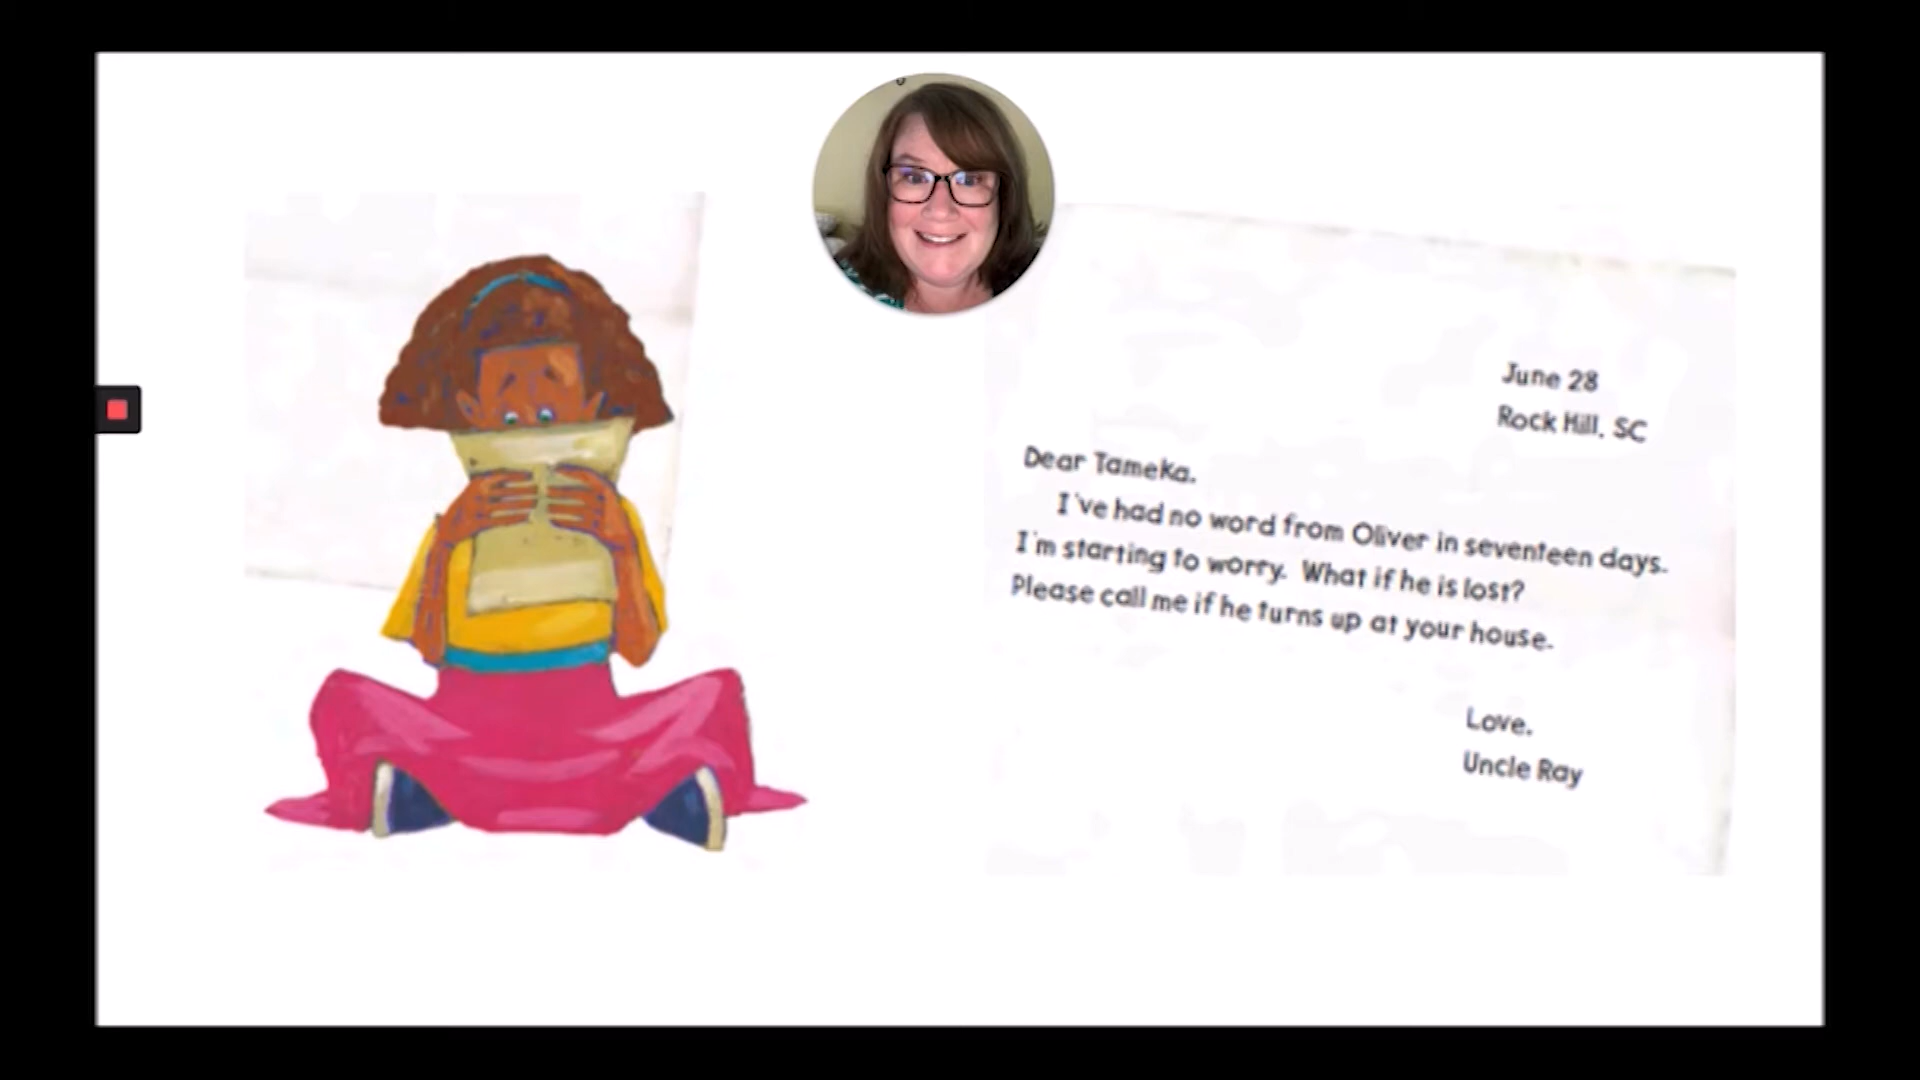 June 28
Rock Hill, SC
Dear Tameka,
I've had no word from Oliver in seventeen days.
I'm starting to worry. What if he is lost?
Please call me if he turns up at your house.
Love,
Uncle Ray